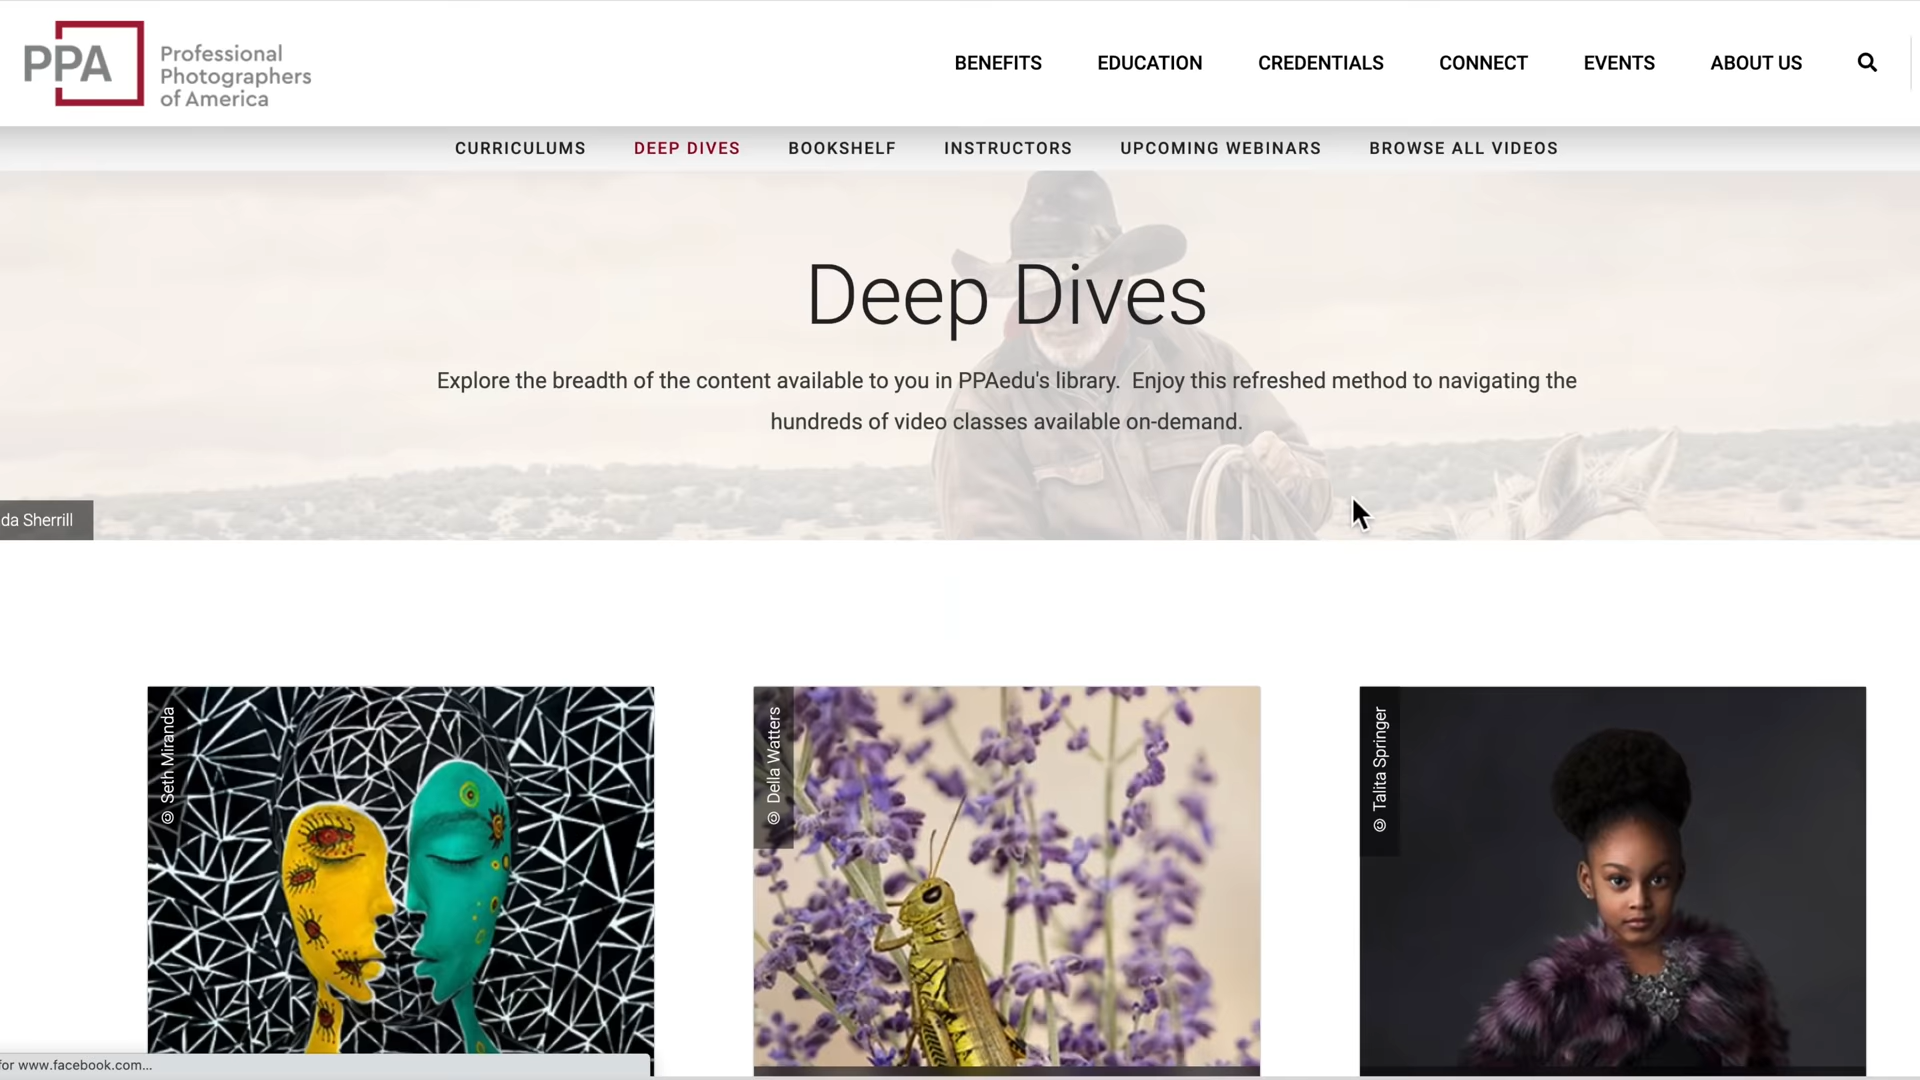 PPA
Professional
Photographers
of America
BENEFITS
EDUCATION
CREDENTIALS
CONNECT
EVENTS
ABOUT US
CURRICULUMS
DEEP DIVES
BOOKSHELF
INSTRUCTORS
UPCOMING WEBINARS
BROWSE ALL VIDEOS
Deep Dives
Explore the breadth of the content available to you in PPAedu's library. Enjoy this refreshed method to navigating the
hundreds of video classes available on-demand.
da Sherrill
© Seth Miranda
© Della Watters
© Talita Springer
for www.facebook.com...